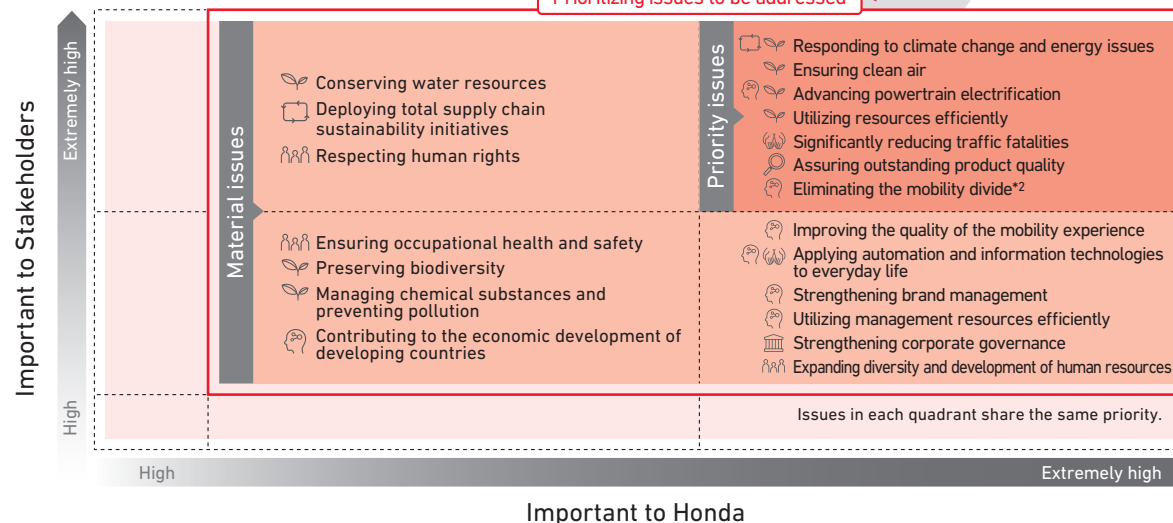 Prioritizing issues to be addressed
Important to Stakeholders
Extremely high
High
Material issues
Conserving water resources
Deploying total supply chain
sustainability initiatives
Respecting human rights
Priority issues
Responding to climate change and energy issues
Ensuring clean air
Advancing powertrain electrification
Utilizing resources efficiently
Significantly reducing traffic fatalities
Assuring outstanding product quality
Eliminating the mobility divide*2
Ensuring occupational health and safety
Preserving biodiversity
Managing chemical substances and
preventing pollution
Contributing to the economic development of
developing countries
Improving the quality of the mobility experience
Applying automation and information technologies
to everyday life
Strengthening brand management
Utilizing management resources efficiently
Strengthening corporate governance
Expanding diversity and development of human resources
Issues in each quadrant share the same priority.
High
Extremely high
Important to Honda